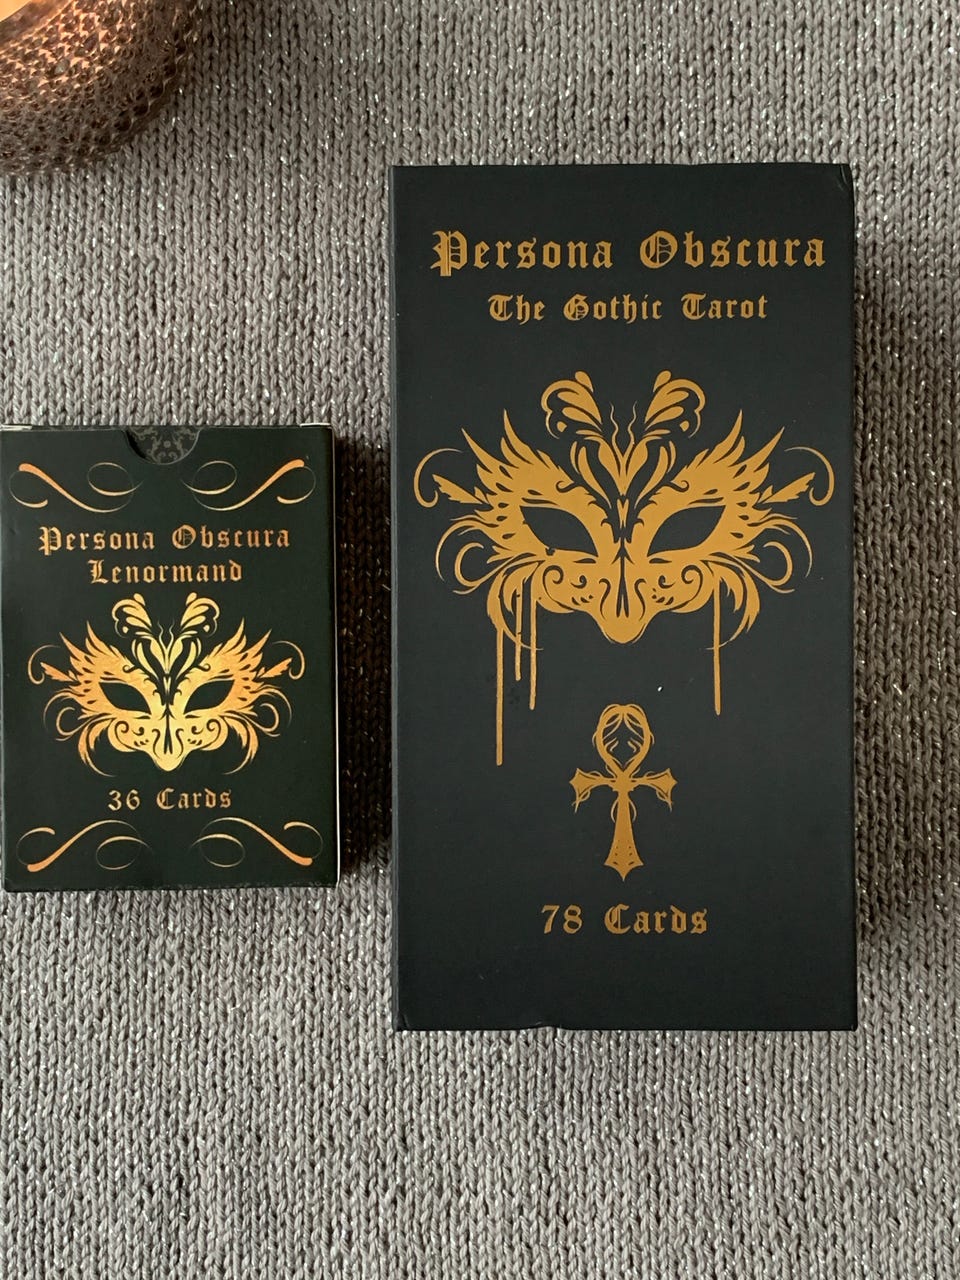 Persona Obscura
Lenormand
36 Cards
Persona Obscura
The Gothic Tarot
78 Cards